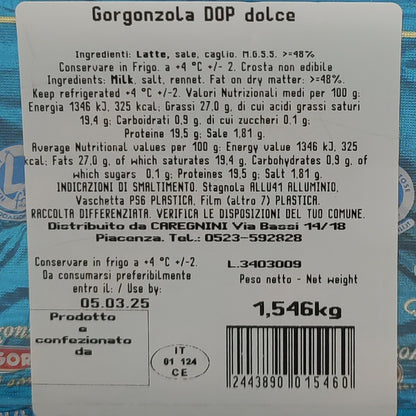 Gorgonzola DOP dolce
Ingredienti: Latte, sale, caglio. M.G.S.S. >=48%
Conservare in Frigo. a +4 °C +/- 2. Crosta non edibile
Ingredients: Milk, salt, rennet. Fat on dry matter: >=48%.
Keep refrigerated +4 °C +/-2. Valori Nutrizionali medi per 100 g:
Energia 1346 kJ, 325 kcal; Grassi 27,0 g, di cui acidi grassi saturi
19,4 g; Carboidrati 0,9 g, di cui zuccheri 0.1 g;
Proteine 19,5 g; Sale 1,81 g.
Average Nutritional values per 100 g: Energy value 1346 kJ, 325
kcal; Fats 27,0 g, of which saturates 19,4 g, Carbohydrates 0,9 g, of
which sugars 0,1 g; Proteines 19,5 g; Salt 1,81 g.
INDICAZIONI DI SMALTIMENTO. Stagnola ALLU41 ALLUMINIO,
Vaschetta PS6 PLASTICA, Film (altro 7) PLASTICA.
RACCOLTA DIFFERENZIATA. VERIFICA LE DISPOSIZIONI DEL TUO COMUNE.
Distribuito da CAREGNINI Via Bassi 14/18
Piacenza. Tel.: 0523-592828
Conservare in frigo a +4 °C +/-2.
Da consumarsi preferibilmente
entro il: / Use by:
05.03.25
L.3403009
Peso netto - Net weight
1,546kg
Prodotto
e
confezionato
da
IT
01 124
CE
2443890 015460